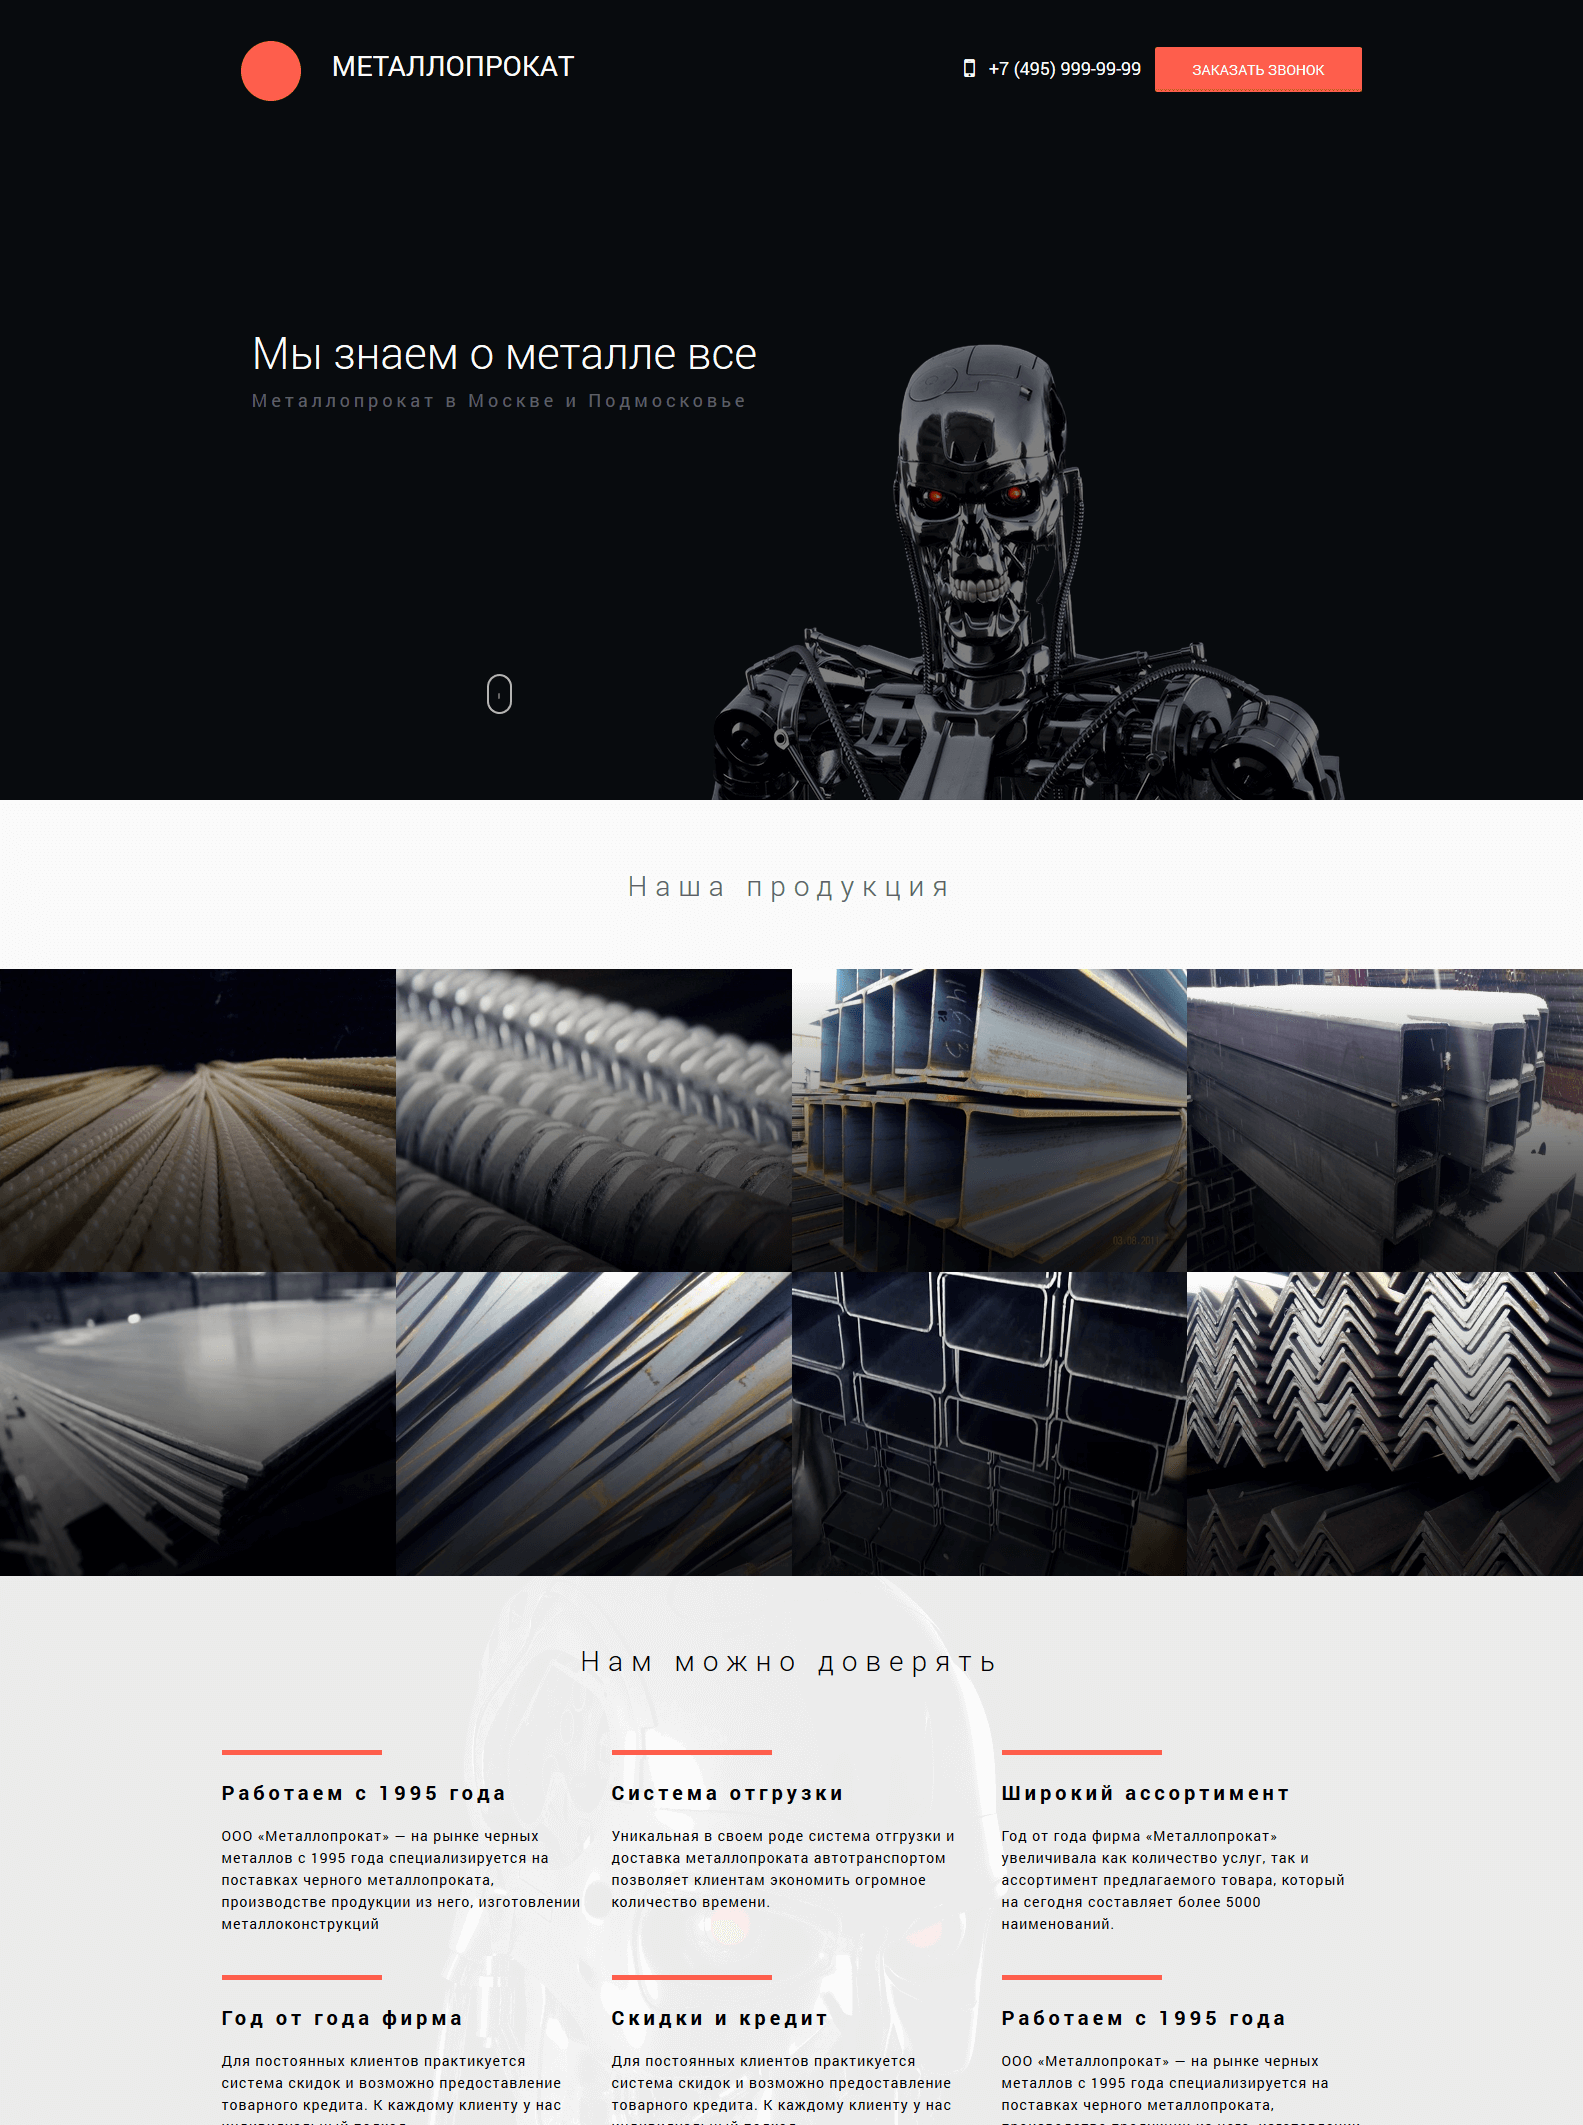 МЕТАЛЛОПРОКАТ
+7 (495) 999-99-99
ЗАКАЗАТЬ ЗВОНОК
Мы знаем о металле все
Металлопрокат в Москве и Подмосковье
Наша продукция
03.08.2011
Нам можно доверять
Работаем с 1995 года
ООО «Металлопрокат» — на рынке черных
металлов с 1995 года специализируется на
поставках черного металлопроката,
производстве продукции из него, изготовлении
металлоконструкций
Система отгрузки
Уникальная в своем роде система отгрузки и
доставка металлопроката автотранспортом
позволяет клиентам экономить огромное
количество времени.
Широкий ассортимент
Год от года фирма «Металлопрокат»
увеличивала как количество услуг, так и
ассортимент предлагаемого товара, который
на сегодня составляет более 5000
наименований.
Год от года фирма
Для постоянных клиентов практикуется
система скидок и возможно предоставление
товарного кредита. К каждому клиенту у нас
Скидки и кредит
Для постоянных клиентов практикуется
система скидок и возможно предоставление
товарного кредита. К каждому клиенту у нас
Работаем с 1995 года
ООО «Металлопрокат» — на рынке черных
металлов с 1995 года специализируется на
поставках черного металлопроката,